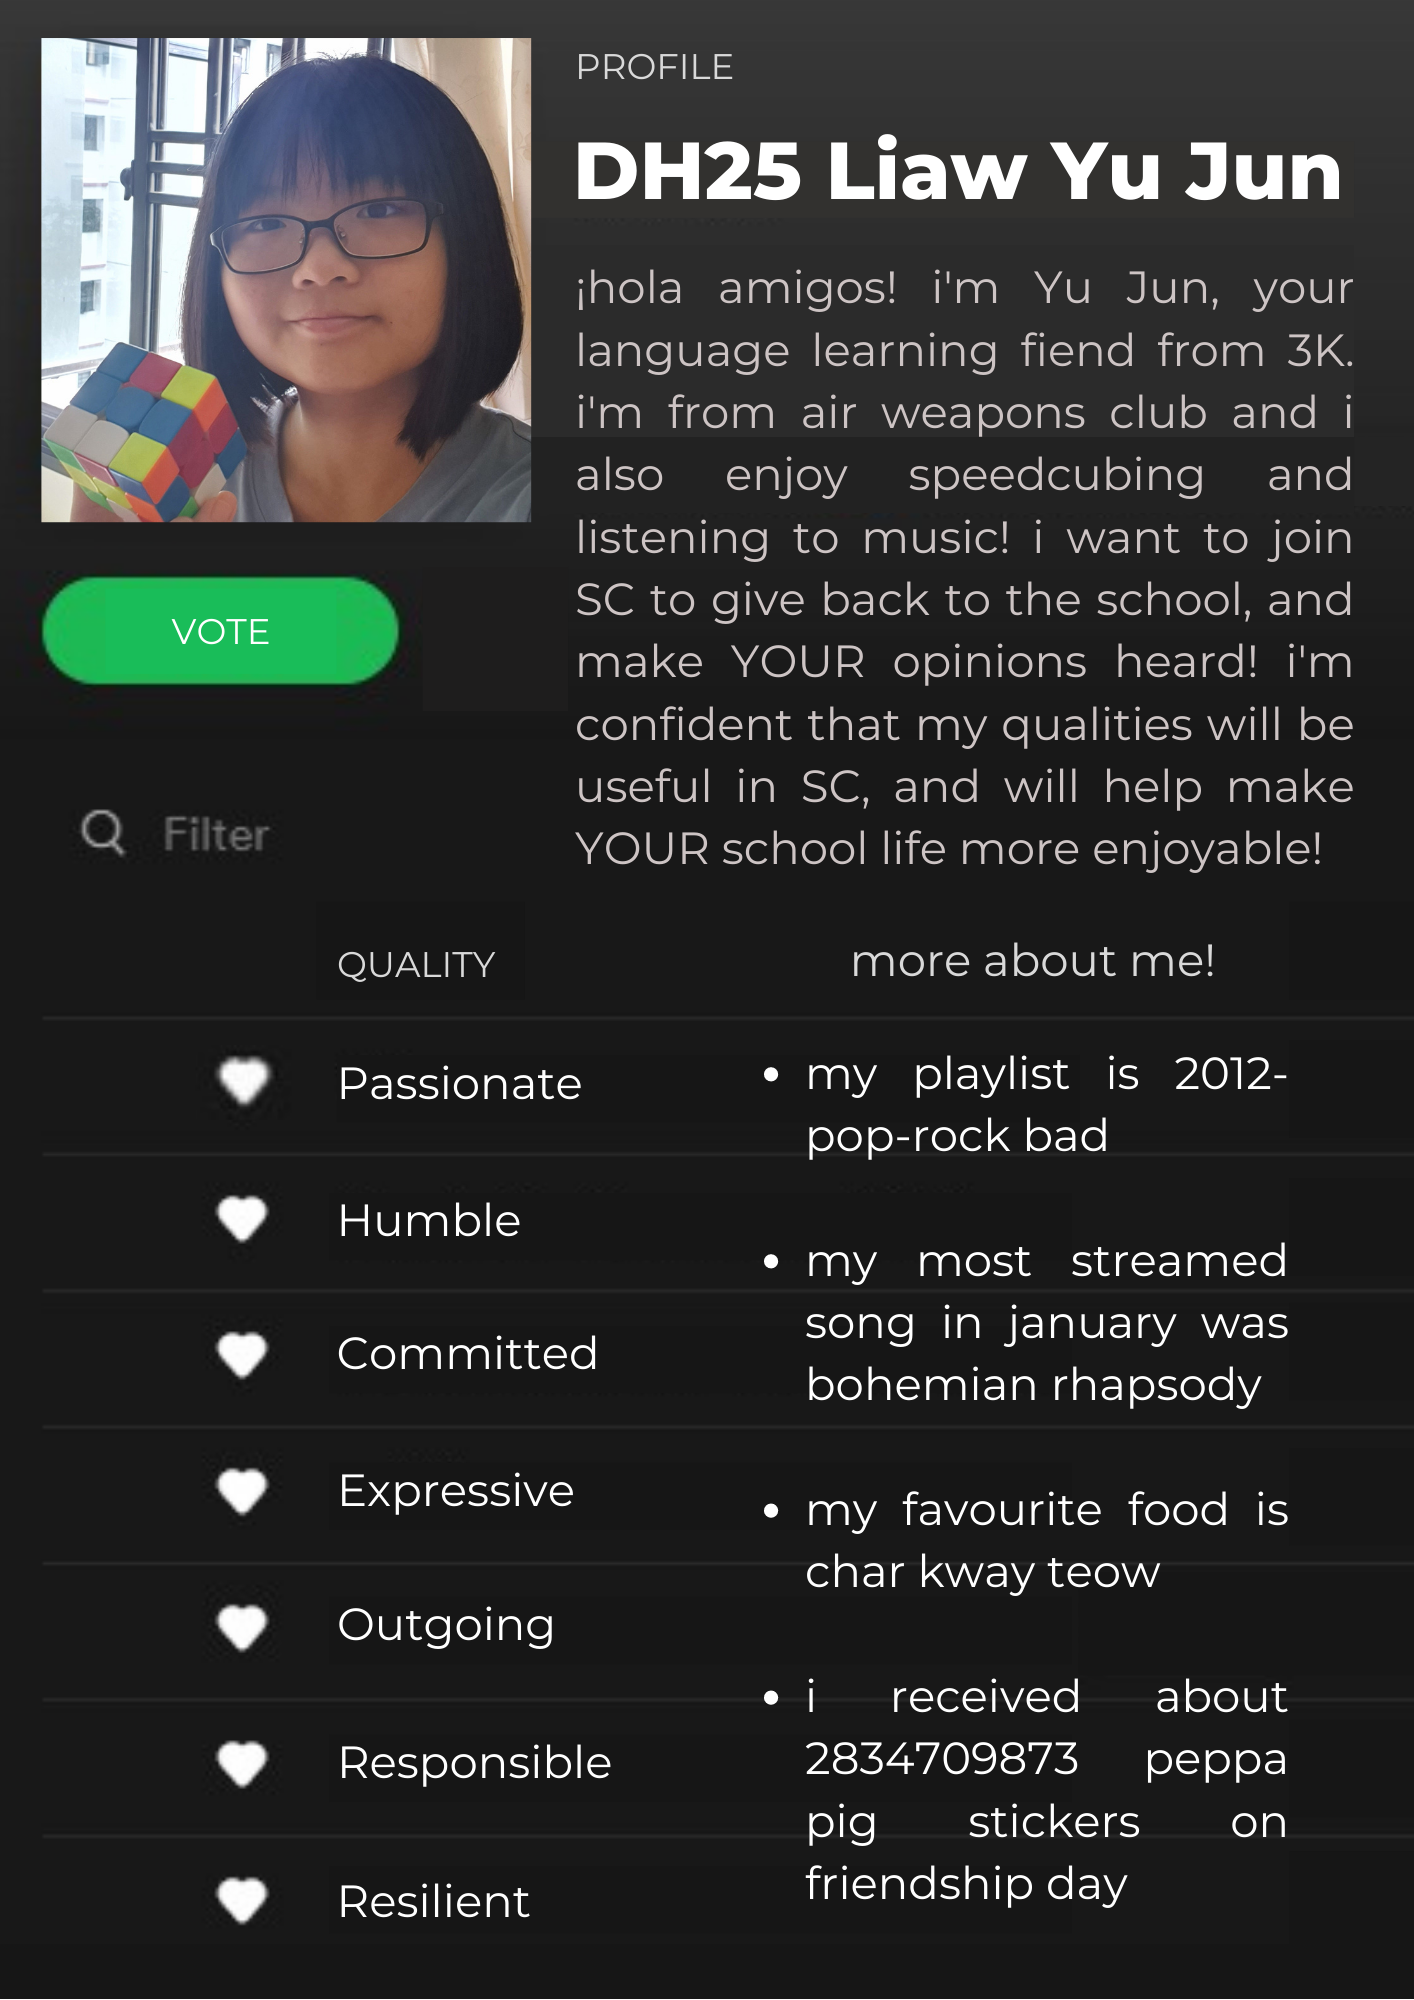 PROFILE
DH25 Liaw Yu Jun
¡hola amigos! i'm Yu Jun, your
language learning fiend from 3K.
i'm from air weapons club and i
also enjoy speedcubing and
listening to music! i want to join
SC to give back to the school, and
make YOUR opinions heard! i'm
confident that my qualities will be
useful in SC, and will help make
YOUR school life more enjoyable!
VOTE
Filter
QUALITY
Passionate
Humble
Committed
Expressive
Outgoing
Responsible
Resilient
more about me!
• my playlist is 2012-
pop-rock bad
• my most streamed
song in january was
bohemian rhapsody
• my favourite food is
char kway teow
• i received about
2834709873 peppa
pig stickers on
friendship day